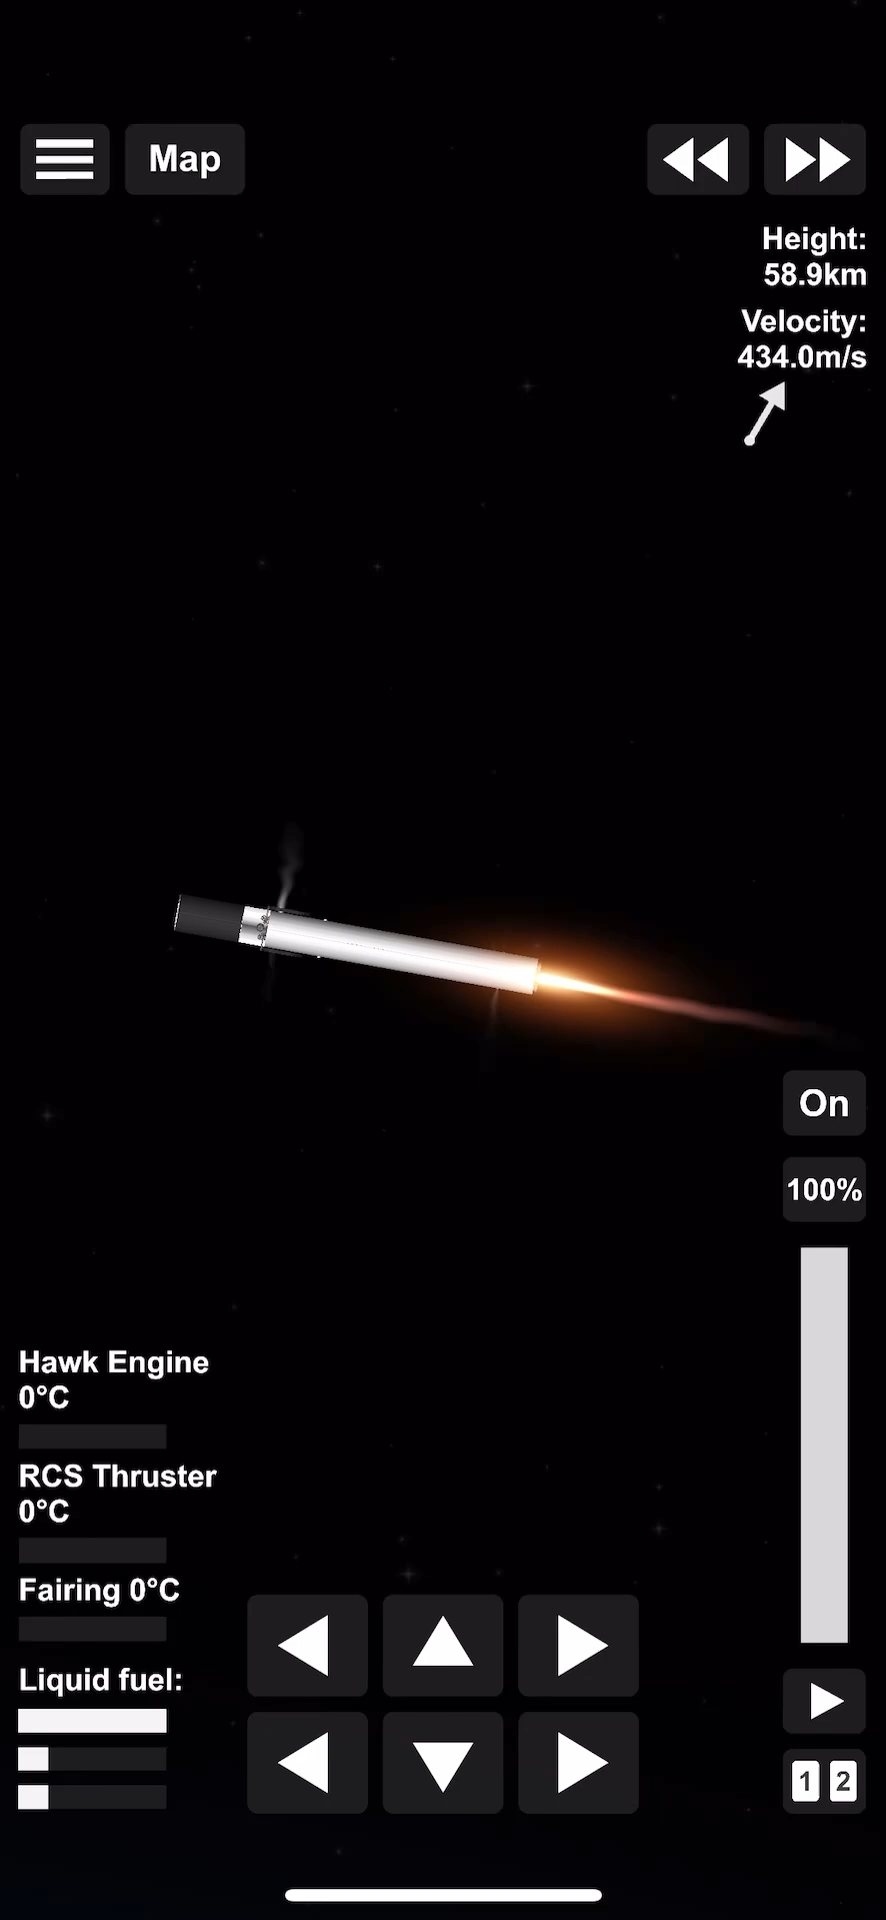 Map
Height:
58.9km
Velocity:
434.0m/s
On
100%
Hawk Engine
0°C
RCS Thruster
0°C
Fairing 0°C
Liquid fuel:
1 2